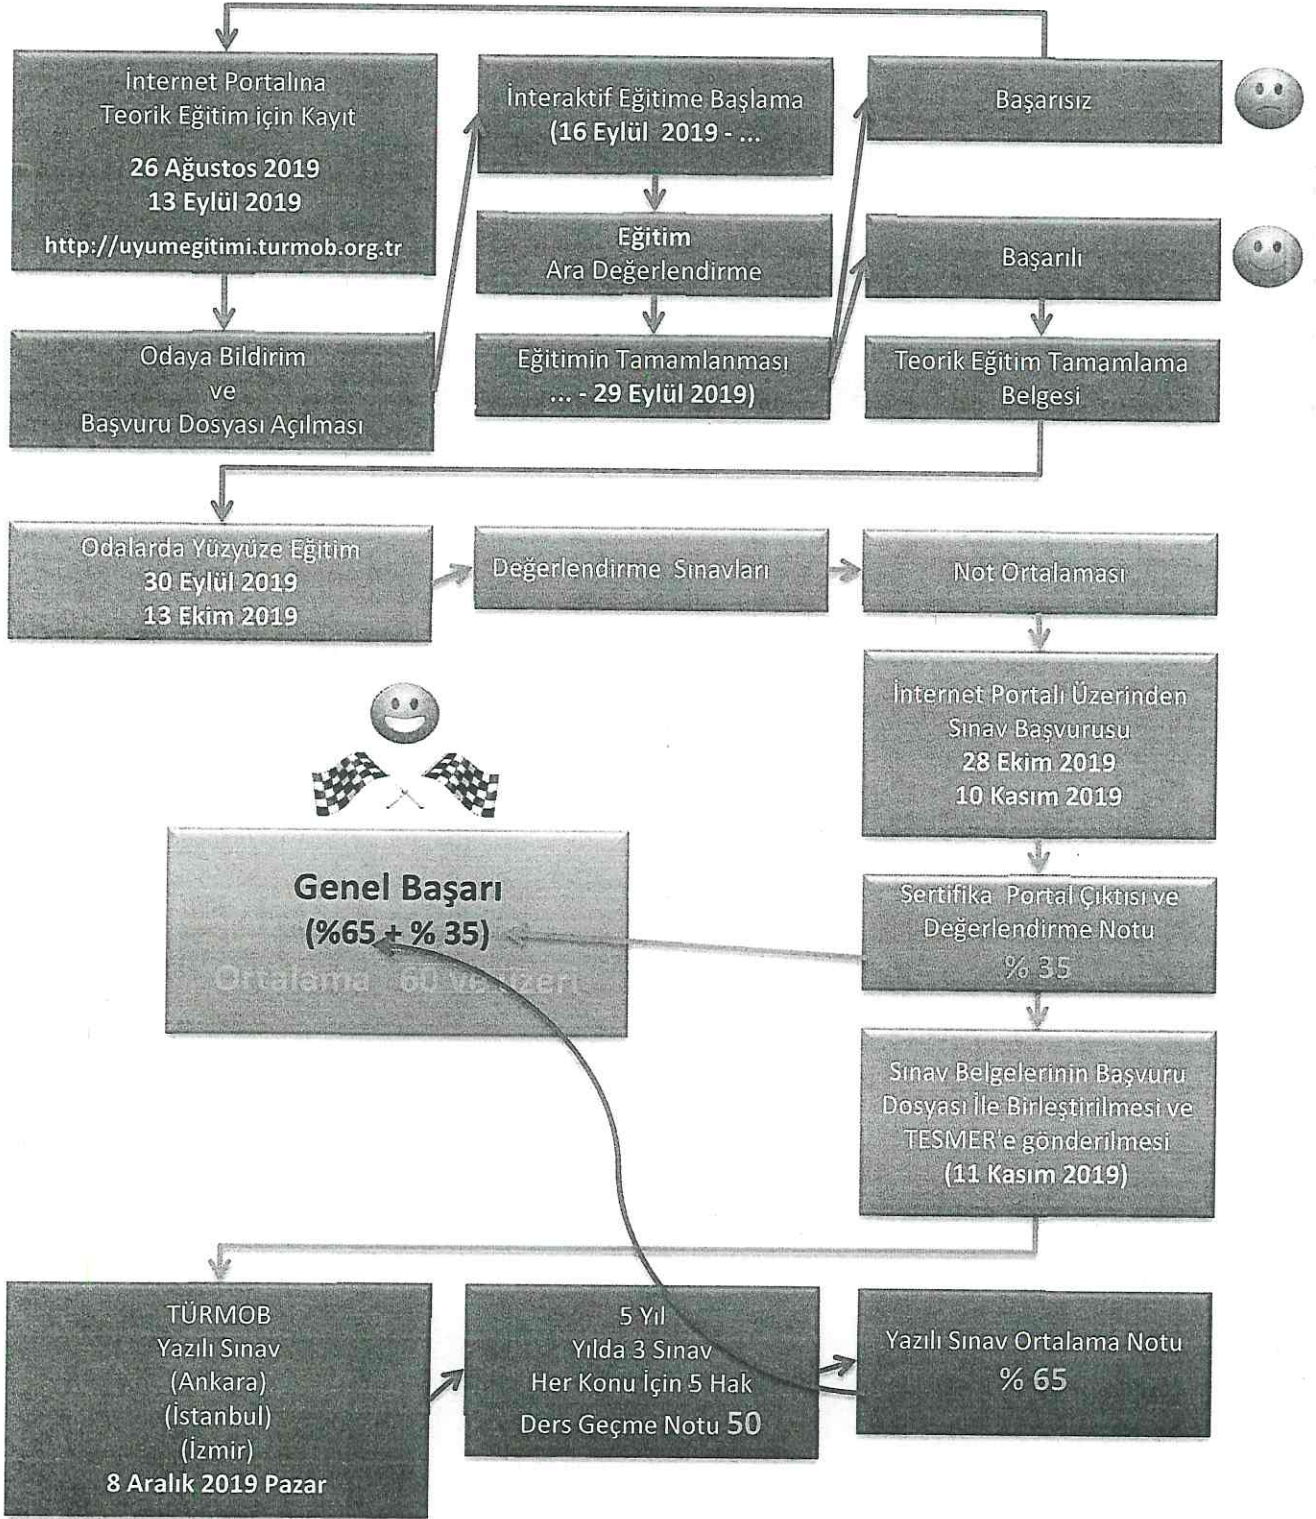 İnternet Portalına
Teorik Eğitim için Kayıt
26 Ağustos 2019
13 Eylül 2019
http://uyumegitimi.turmob.org.tr
Odaya Bildirim
ve
Başvuru Dosyası Açılması
İnteraktif Eğitime Başlama
(16 Eylül 2019 - ...
Eğitim
Ara Değerlendirme
Eğitimin Tamamlanması
... - 29 Eylül 2019)
Başarısız
Başarılı
Teorik Eğitim Tamamlama
Belgesi
Odalarda Yüzyüze Eğitim
30 Eylül 2019
13 Ekim 2019
Değerlendirme Sınavları
Not Ortalaması
İnternet Portalı Üzerinden
Sınav Başvurusu
28 Ekim 2019
10 Kasım 2019
Sertifika Portal Çıktısı ve
Değerlendirme Notu
% 35
Genel Başarı
(%65 + % 35)
Ortalama 60 ve üzeri
Sınav Belgelerinin Başvuru
Dosyası İle Birleştirilmesi ve
TESMER'e gönderilmesi
(11 Kasım 2019)
TÜRMOB
Yazılı Sınav
(Ankara)
(İstanbul)
(İzmir)
8 Aralık 2019 Pazar
5 Yıl
Yılda 3 Sınav
Her Konu İçin 5 Hak
Ders Geçme Notu 50
Yazılı Sınav Ortalama Notu
% 65